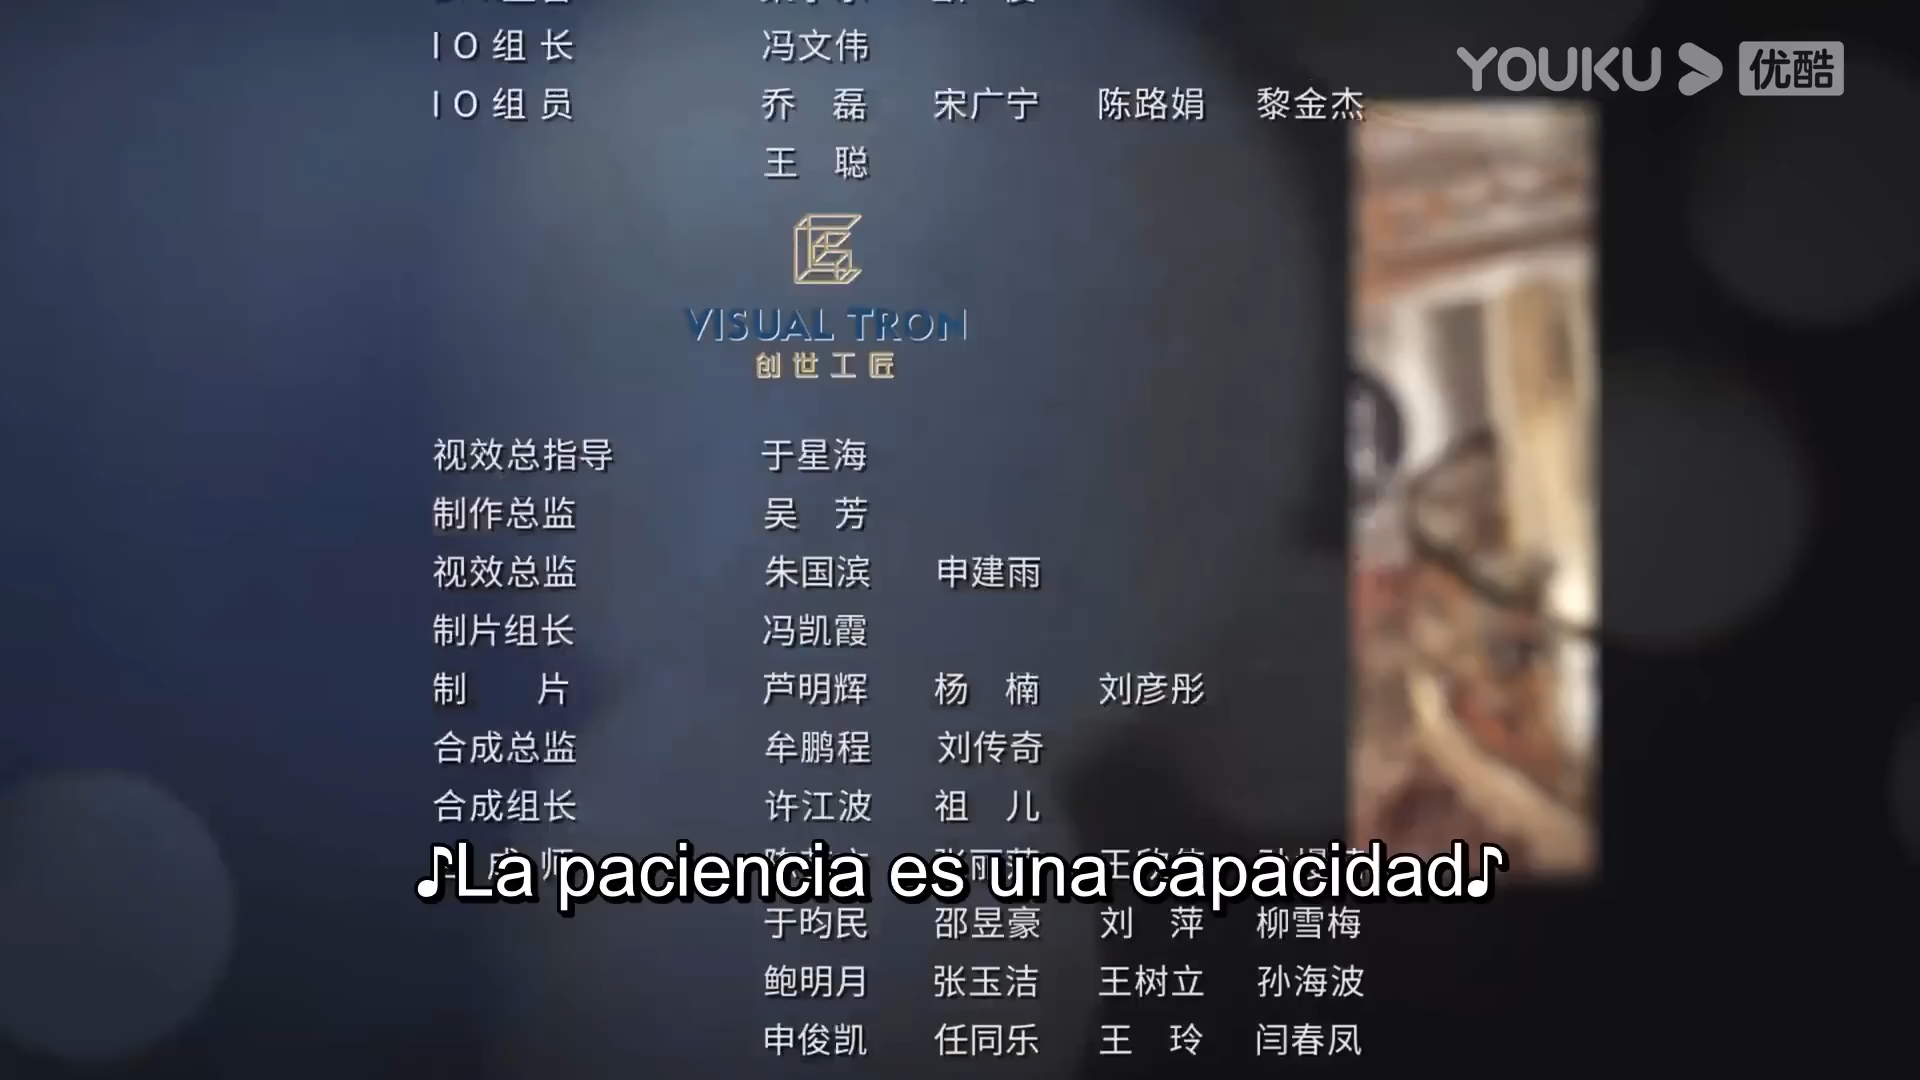 IO组长 冯文伟
YOUKU 优酷
IO组员 乔 磊 宋广宁 陈路娟 黎金杰
王 聪
VISUAL TRON
创世工匠
视效总指导 于星海
制作总监 吴 芳
视效总监 朱国滨 申建雨
制片组长 冯凯霞
制 片 芦明辉 杨 楠 刘彦彤
合成总监 牟鹏程 刘传奇
合成组长 许江波 祖 儿
♪La paciencia es una capacidad♪
于昀民 邵昱豪 刘 萍 柳雪梅
鲍明月 张玉洁 王树立 孙海波
申俊凯 任同乐 王 玲 闫春凤